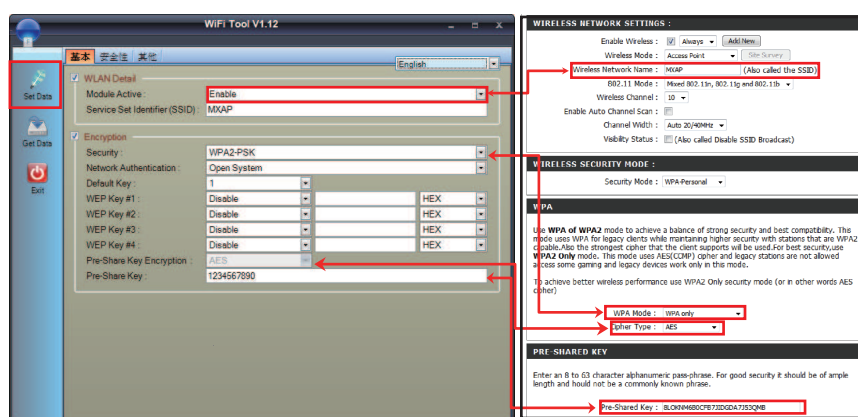 WiFi Tool V1.12
Set Data
Get Data
Exit
基本 安全性 其他
English
WLAN Detail
Module Active : Enable
Service Set Identifier (SSID) : MXAP
Encryption
Security : WPA2-PSK
Network Authentication : Open System
Default Key : 1
WEP Key #1 : Disable HEX
WEP Key #2 : Disable HEX
WEP Key #3 : Disable HEX
WEP Key #4 : Disable HEX
Pre-Share Key Encryption : AES
Pre-Share Key : 1234567890
WIRELESS NETWORK SETTINGS :
Enable Wireless : Always Add New
Wireless Mode : Access Point Site Survey
Wireless Network Name : MXAP (Also called the SSID)
802.11 Mode : Mixed 802.11n, 802.11g and 802.11b
Wireless Channel : 10
Enable Auto Channel Scan :
Channel Width : Auto 20/40MHz
Visibility Status : (Also called Disable SSID Broadcast)
WIRELESS SECURITY MODE :
Security Mode : WPA-Personal
WPA
Use WPA of WPA2 mode to achieve a balance of strong security and best compatibility. This
mode uses WPA for legacy clients while maintaining higher security with stations that are WPA2
capable.Also the strongest cipher that the client supports will be used.For best security,use
WPA2 Only mode. This mode uses AES(CCMP) cipher and legacy stations are not allowed
access some gaming and legacy devices work only in this mode.
To achieve better wireless performance use WPA2 Only security mode (or in other words AES
cipher)
WPA Mode : WPA only
Cipher Type : AES
PRE-SHARED KEY
Enter an 8 to 63 character alphanumeric pass-phrase. For good security it should be of ample
length and hould not be a commonly known phrase.
Pre-Shared Key :